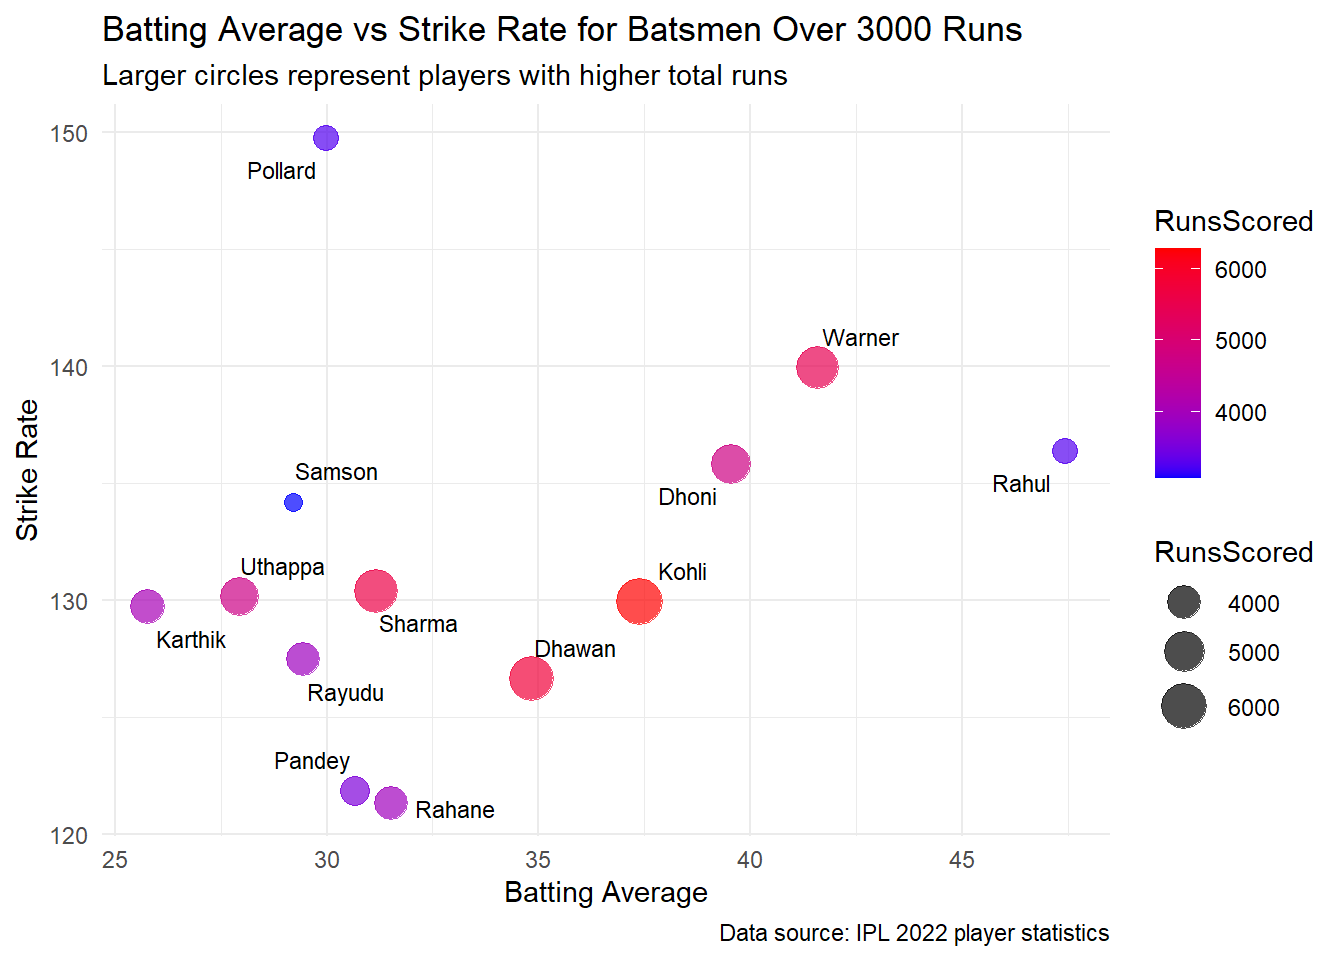 Batting Average vs Strike Rate for Batsmen Over 3000 Runs
Larger circles represent players with higher total runs
150
Pollard
RunsScored
6000
5000
4000
Warner
140
Samson
Rahul
Dhoni
Strike Rate
Uthappa
Kohli
RunsScored
130
4000
Karthik
Sharma
Dhawan
5000
Rayudu
6000
Pandey
Rahane
120
25 30 35 40 45
Batting Average
Data source: IPL 2022 player statistics